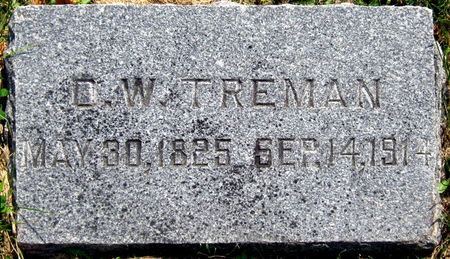 D.W. TREMAN
MAY 30, 1825 _ SEP. 14, 1914